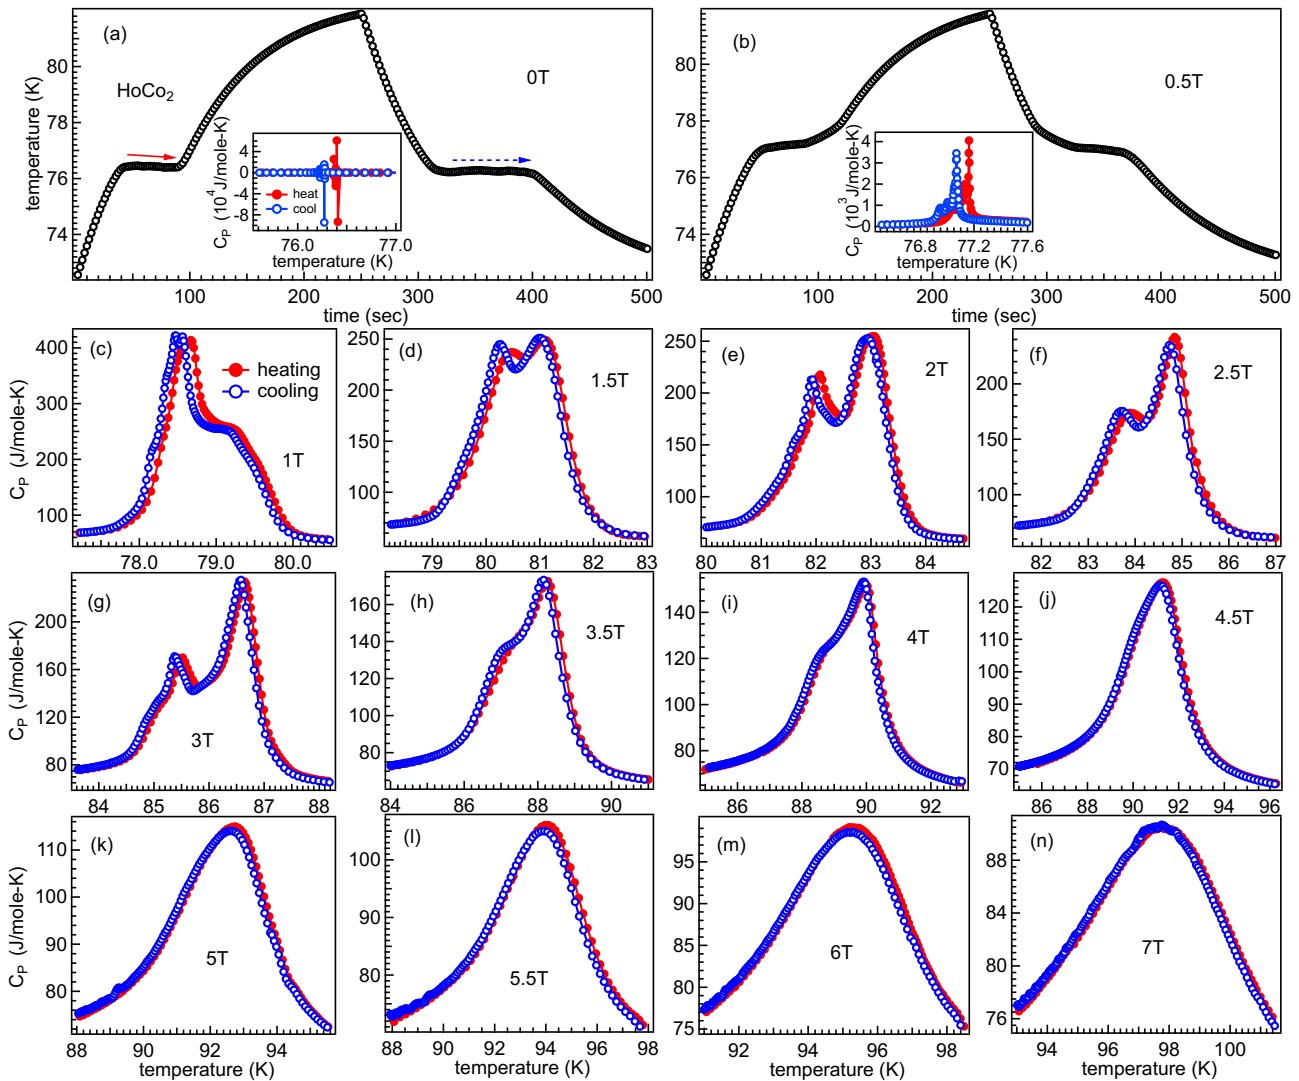 (a)
HoCo2
0T
temperature (K)
80
78
76
74
100
200
300
400
500
time (sec)
CP (10^4 J/mole-K)
4
0
-4
-8
heat
cool
76.0
77.0
temperature (K)
(b)
0.5T
80
78
76
74
100
200
300
400
500
time (sec)
CP (10^3 J/mole-K)
4
3
2
1
0
76.8
77.2
77.6
temperature (K)
(c)
heating
cooling
1T
CP (J/mole-K)
400
300
200
100
78.0
79.0
80.0
(d)
1.5T
250
200
150
100
79
80
81
82
83
(e)
2T
250
200
150
100
80
81
82
83
84
(f)
2.5T
200
150
100
82
83
84
85
86
87
(g)
3T
CP (J/mole-K)
200
160
120
80
84
85
86
87
88
(h)
3.5T
160
140
120
100
80
84
86
88
90
(i)
4T
140
120
100
80
86
88
90
92
(j)
4.5T
120
110
100
90
80
70
86
88
90
92
94
96
(k)
5T
CP (J/mole-K)
110
100
90
80
88
90
92
94
temperature (K)
(l)
5.5T
100
90
80
88
90
92
94
96
98
temperature (K)
(m)
6T
95
90
85
80
75
92
94
96
98
temperature (K)
(n)
7T
88
84
80
76
94
96
98
100
temperature (K)